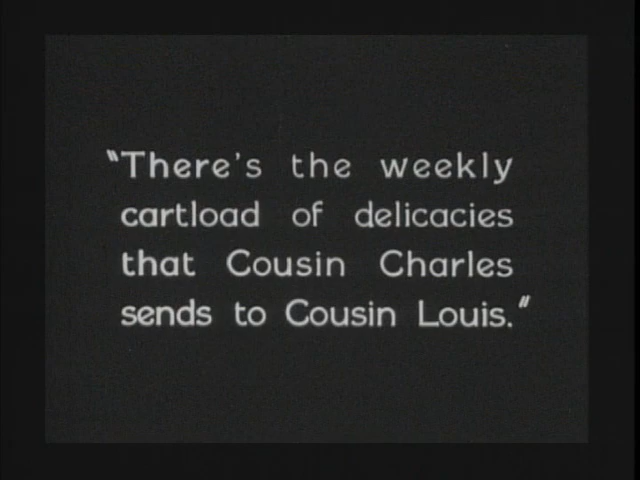 "There's the weekly
cartload of delicacies
that Cousin Charles
sends to Cousin Louis."